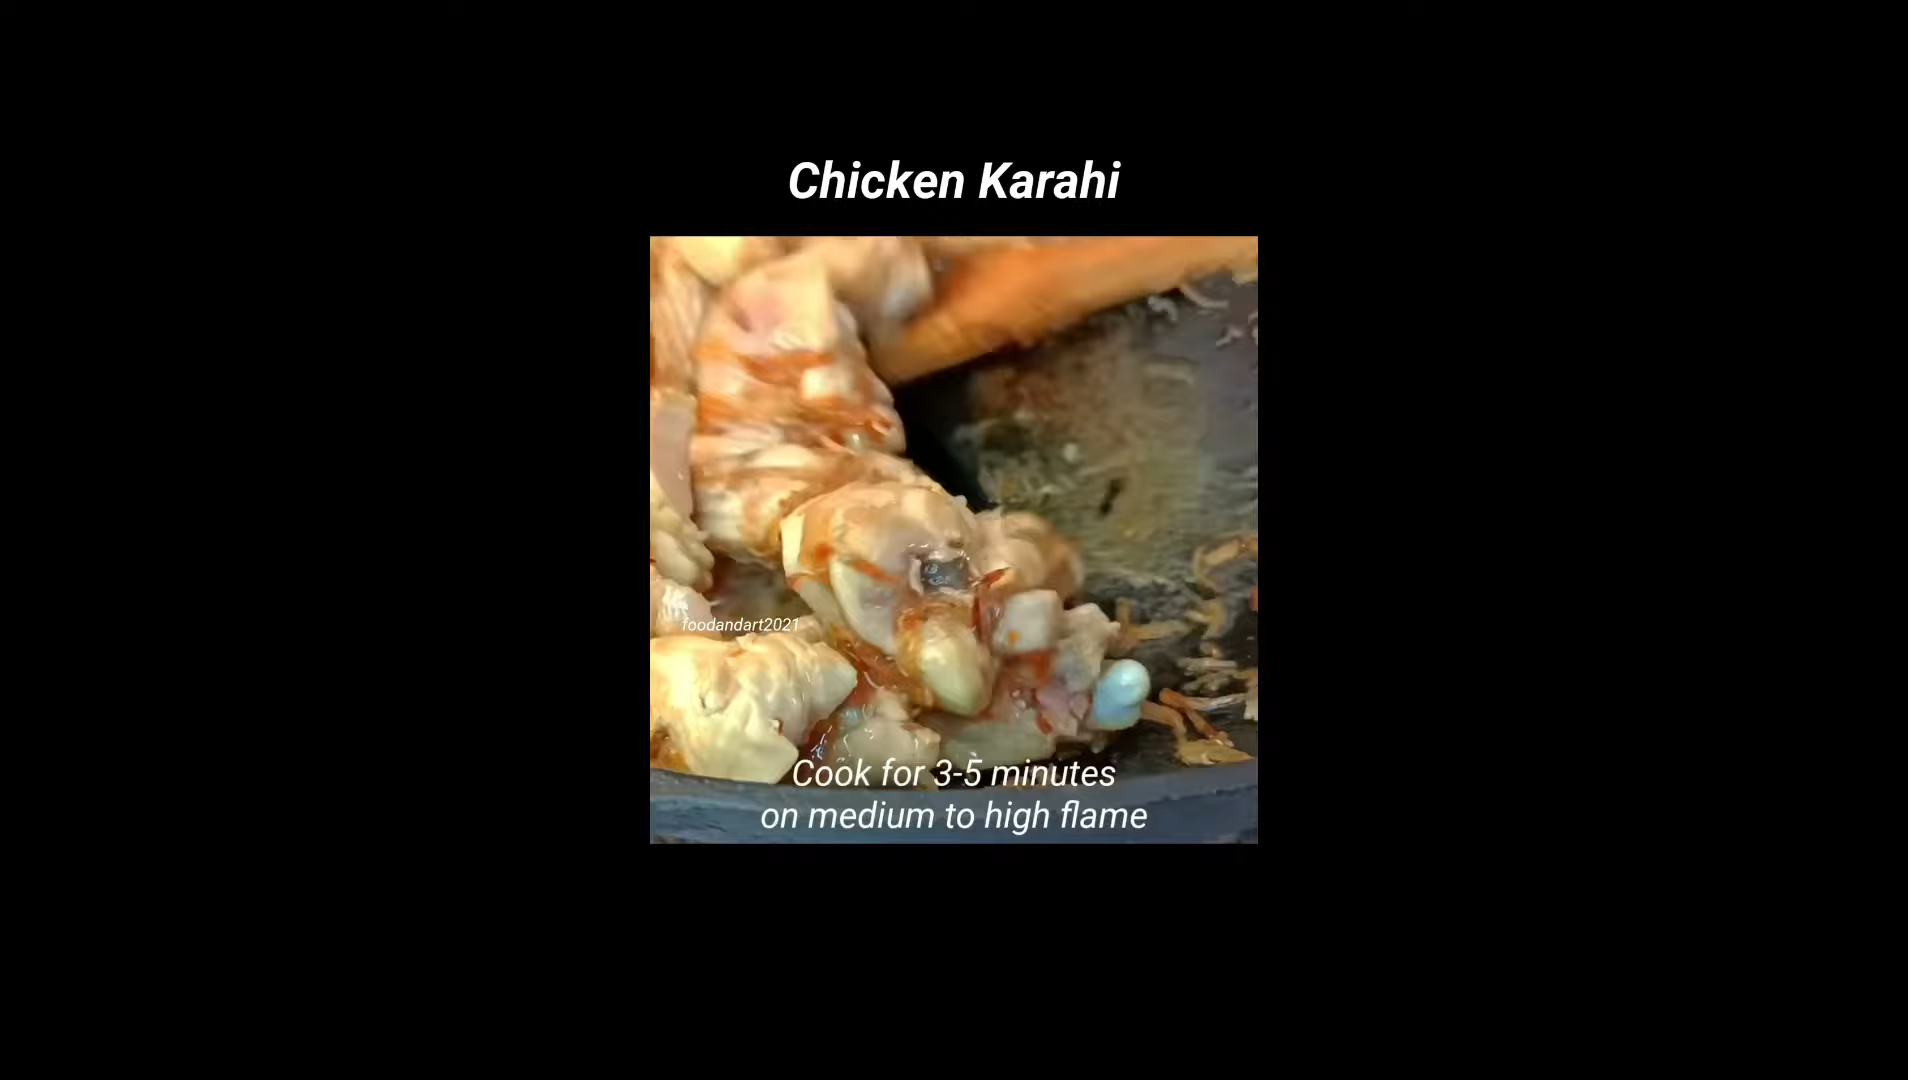 Chicken Karahi
foodandart2021
Cook for 3-5 minutes
on medium to high flame